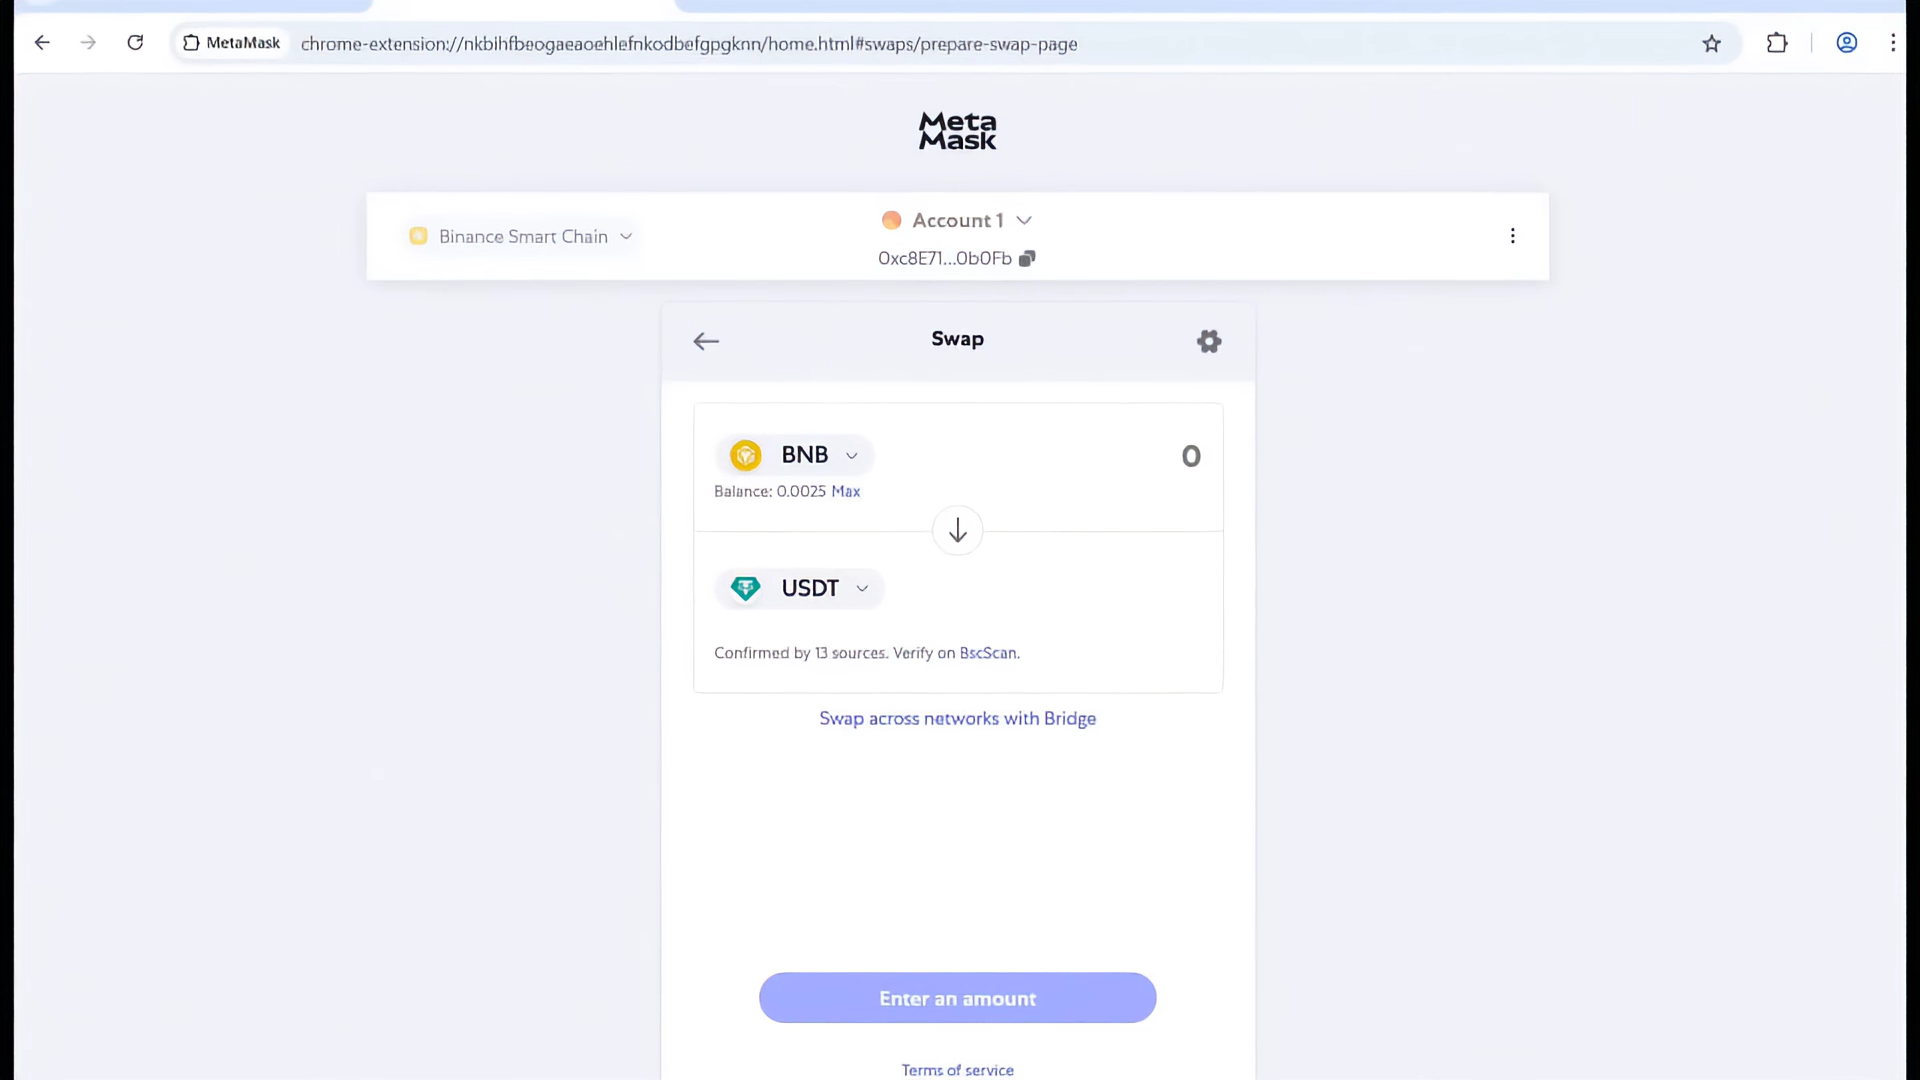 MetaMask
chrome-extension://nkbihfbeogaeaoehlefnkodbefgpgknn/home.html#swaps/prepare-swap-page
Meta
Mask
Binance Smart Chain
Account 1
0xc8E71...0b0Fb
Swap
BNB
0
Balance: 0.0025 Max
USDT
Confirmed by 13 sources. Verify on BscScan.
Swap across networks with Bridge
Enter an amount
Terms of service